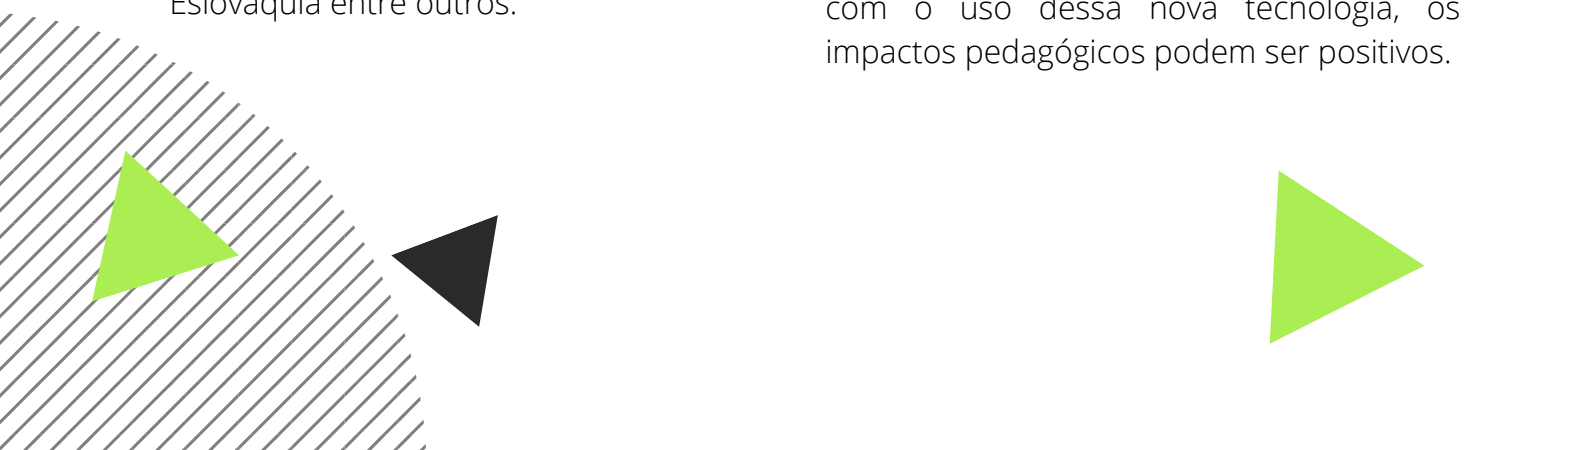 Eslováquia entre outros.
com o uso dessa nova tecnologia, os
impactos pedagógicos podem ser positivos.